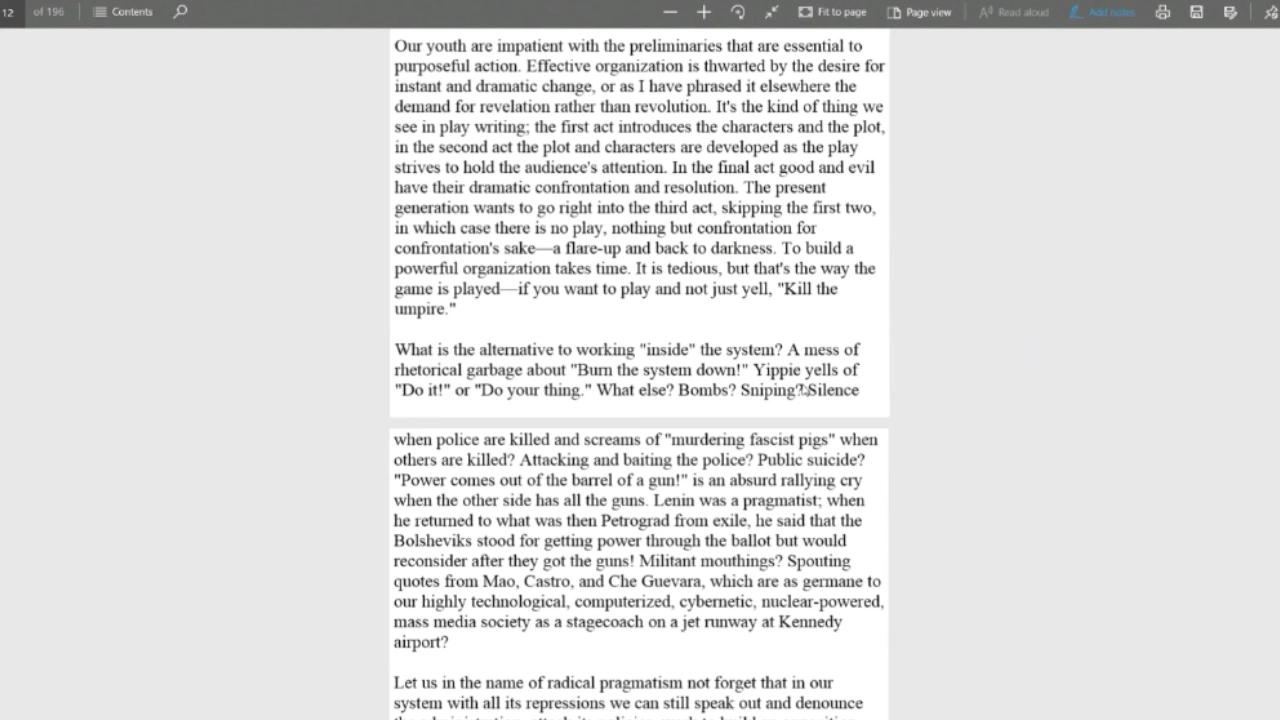 12 of 196 Contents Fit to page Page view Read aloud Add notes
Our youth are impatient with the preliminaries that are essential to
purposeful action. Effective organization is thwarted by the desire for
instant and dramatic change, or as I have phrased it elsewhere the
demand for revelation rather than revolution. It's the kind of thing we
see in play writing; the first act introduces the characters and the plot,
in the second act the plot and characters are developed as the play
strives to hold the audience's attention. In the final act good and evil
have their dramatic confrontation and resolution. The present
generation wants to go right into the third act, skipping the first two,
in which case there is no play, nothing but confrontation for
confrontation's sake—a flare-up and back to darkness. To build a
powerful organization takes time. It is tedious, but that's the way the
game is played—if you want to play and not just yell, "Kill the
umpire."
What is the alternative to working "inside" the system? A mess of
rhetorical garbage about "Burn the system down!" Yippie yells of
"Do it!" or "Do your thing." What else? Bombs? Sniping? Silence
when police are killed and screams of "murdering fascist pigs" when
others are killed? Attacking and baiting the police? Public suicide?
"Power comes out of the barrel of a gun!" is an absurd rallying cry
when the other side has all the guns. Lenin was a pragmatist; when
he returned to what was then Petrograd from exile, he said that the
Bolsheviks stood for getting power through the ballot but would
reconsider after they got the guns! Militant mouthings? Spouting
quotes from Mao, Castro, and Che Guevara, which are as germane to
our highly technological, computerized, cybernetic, nuclear-powered,
mass media society as a stagecoach on a jet runway at Kennedy
airport?
Let us in the name of radical pragmatism not forget that in our
system with all its repressions we can still speak out and denounce